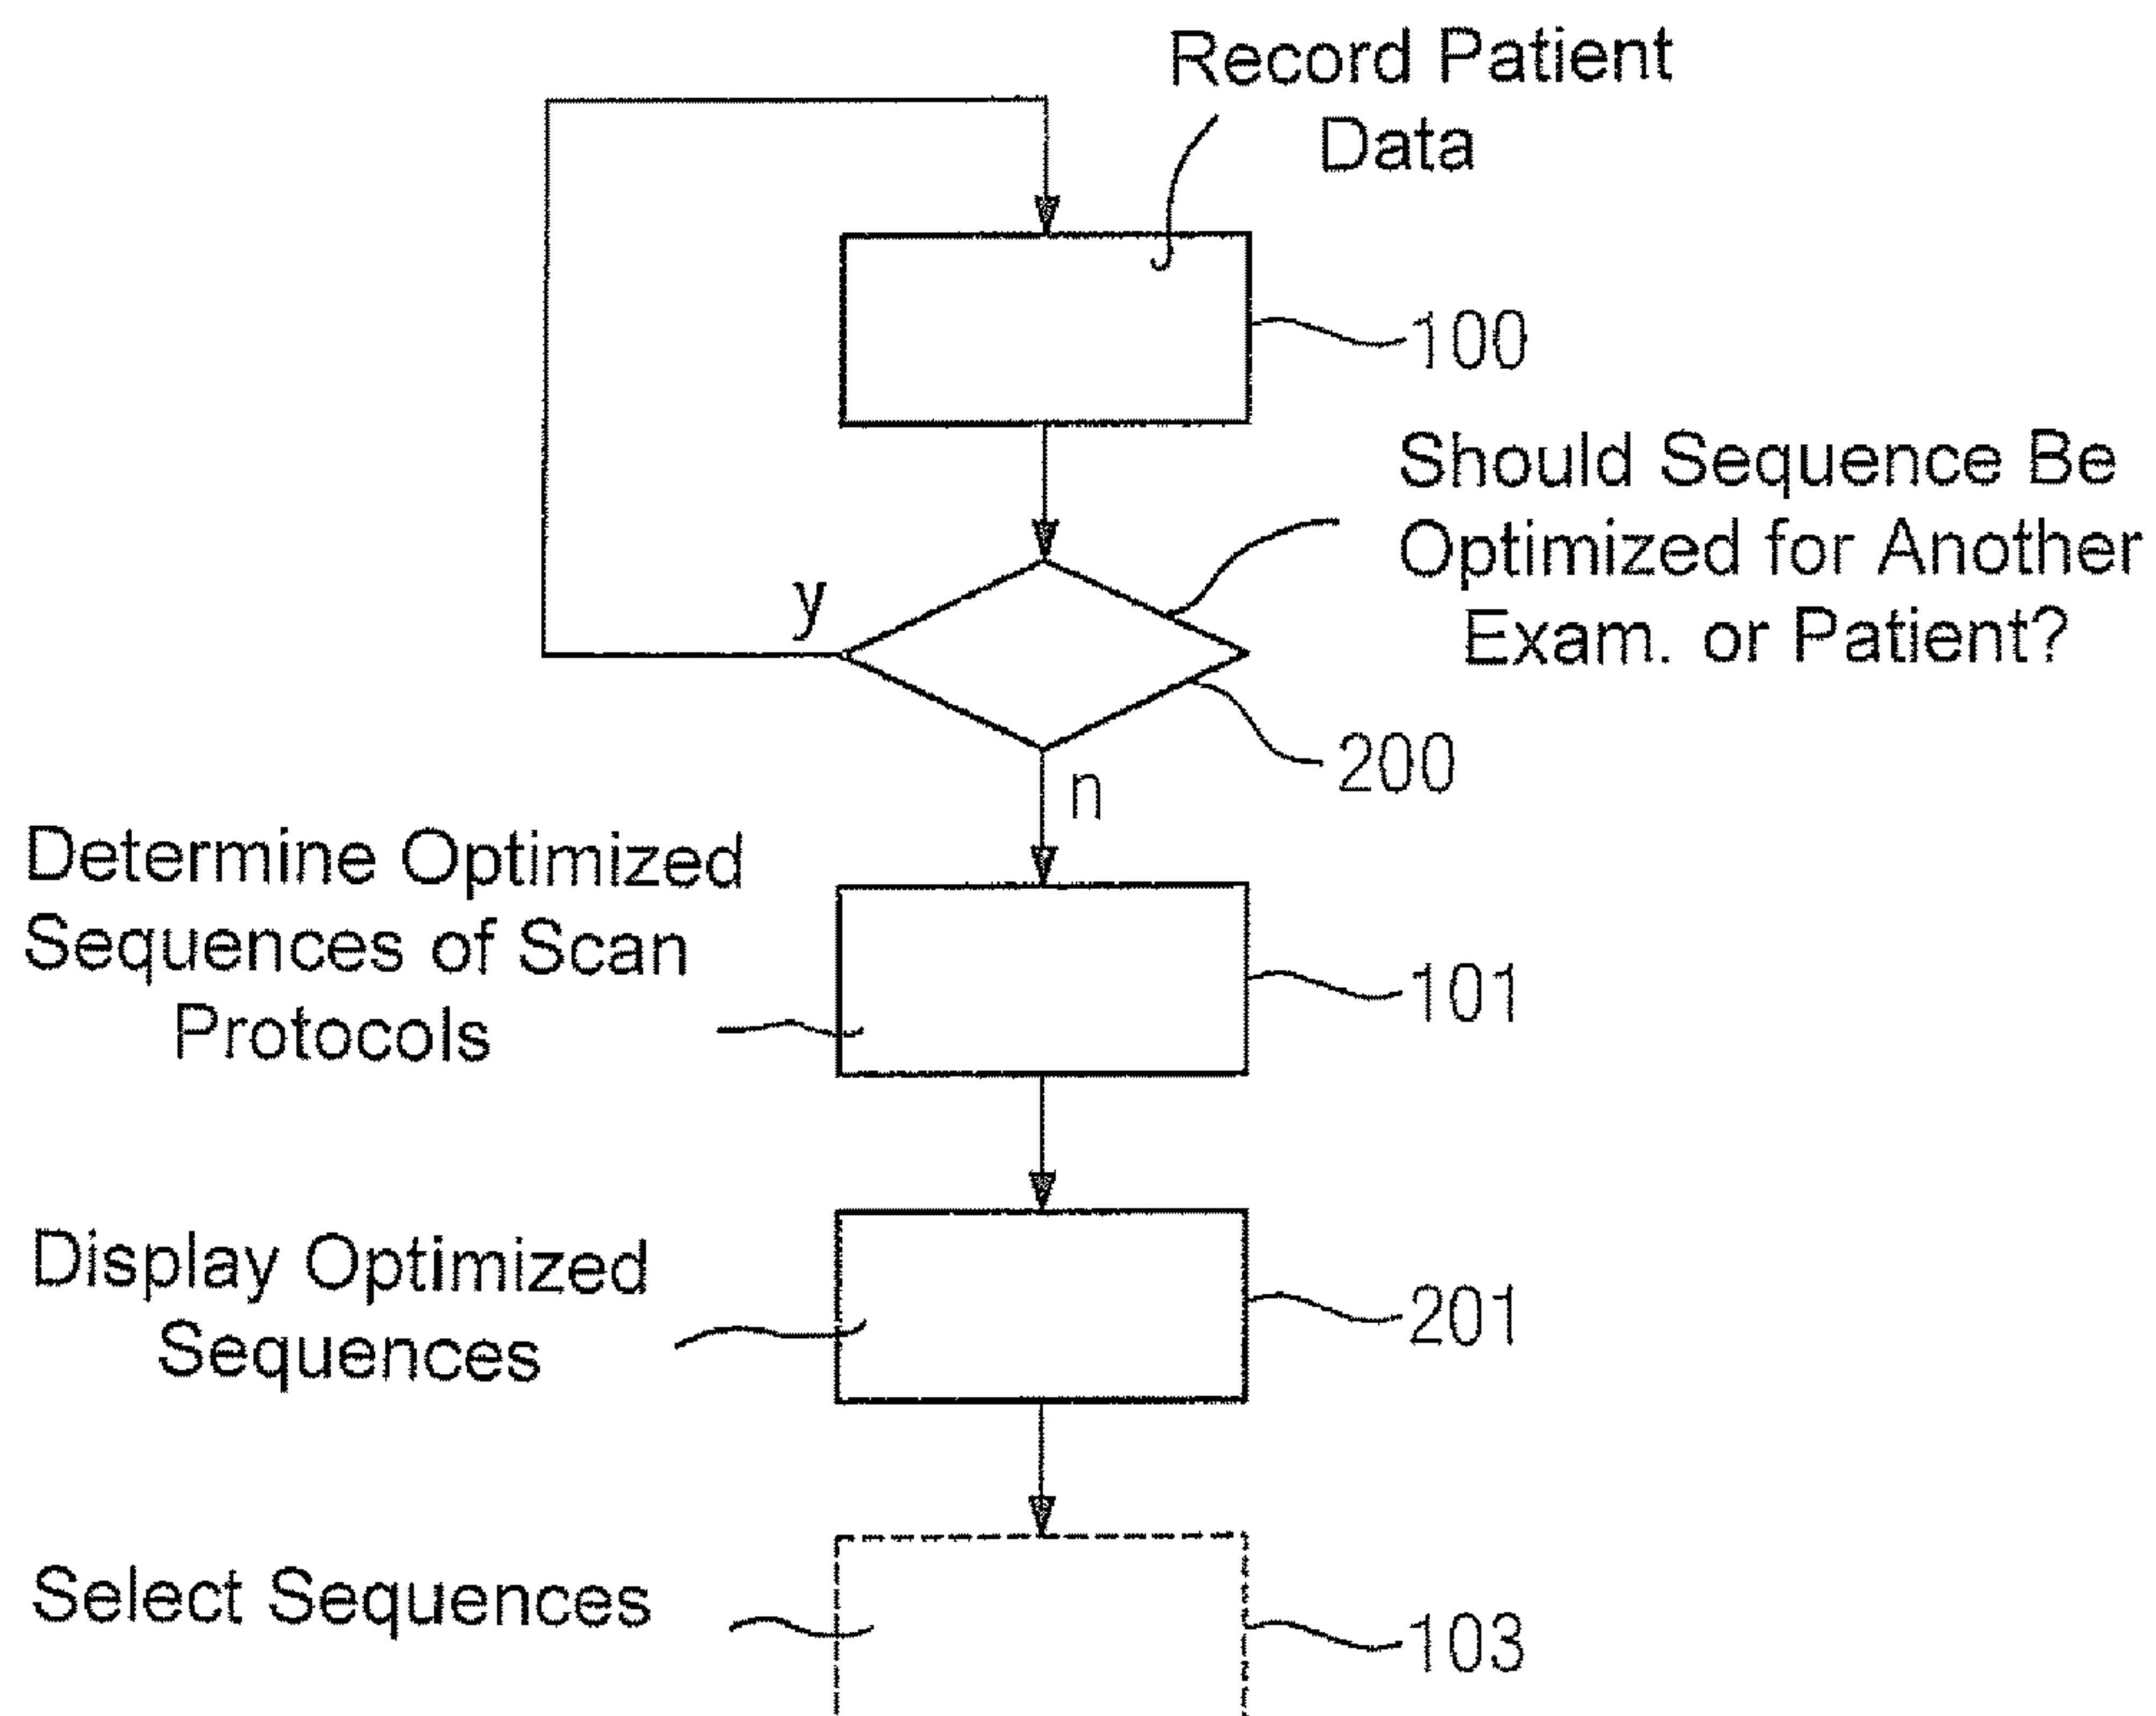 Record Patient
Data
100
Should Sequence Be
Optimized for Another
Exam. or Patient?
y
200
n
Determine Optimized
Sequences of Scan
Protocols
101
Display Optimized
Sequences
201
Select Sequences
103